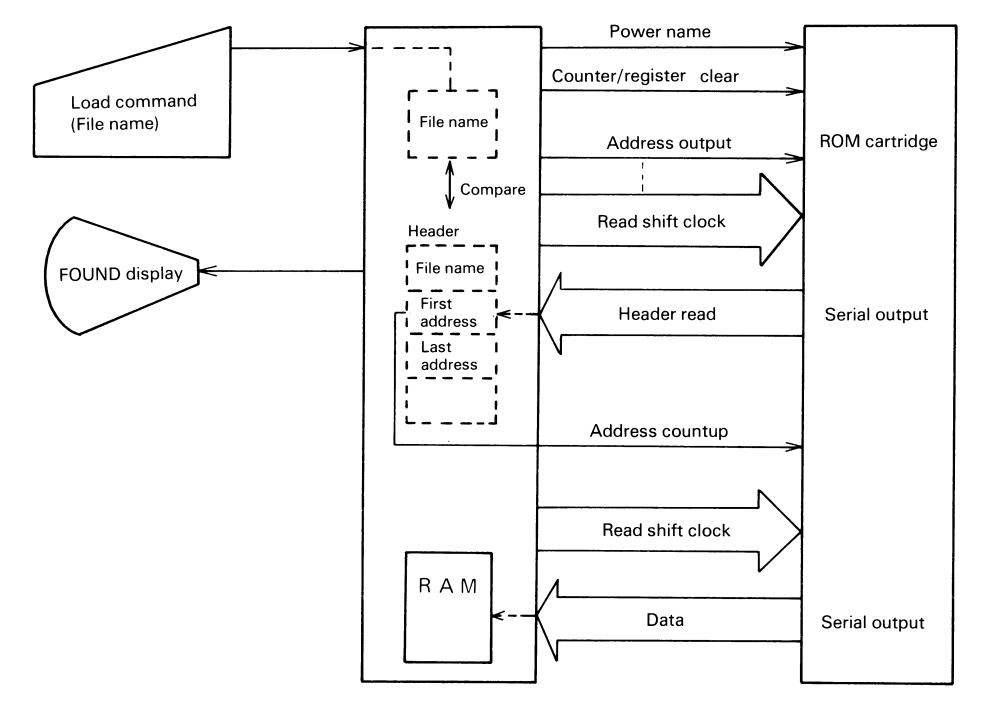 Load command
(File name)
FOUND display
File name
Compare
Header
File name
First
address
Last
address
R A M
Power name
Counter/register clear
Address output
Read shift clock
Header read
Address countup
Read shift clock
Data
ROM cartridge
Serial output
Serial output